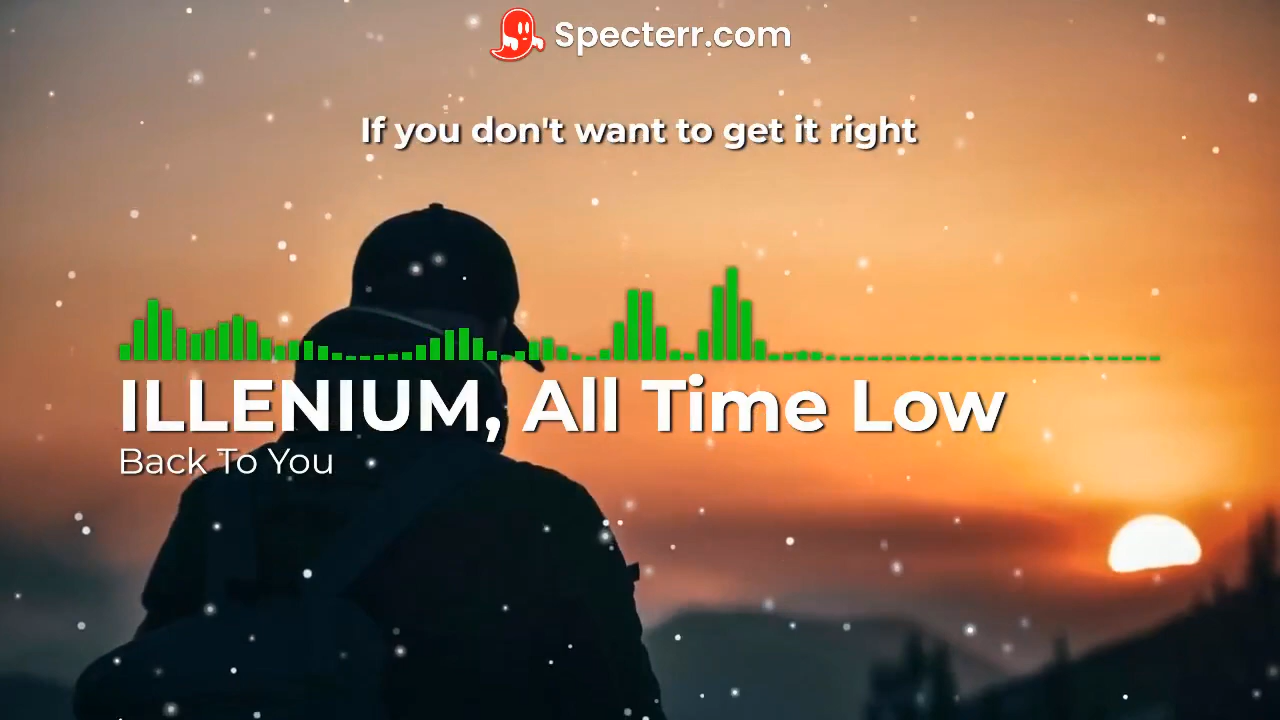 Specterr.com
If you don't want to get it right
ILLENIUM, All Time Low
Back To You